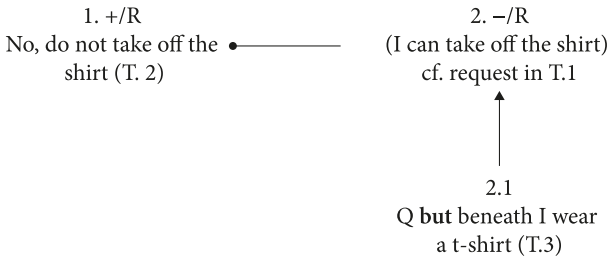 1. +/R
No, do not take off the
shirt (T. 2)
2. –/R
(I can take off the shirt)
cf. request in T.1
2.1
Q but beneath I wear
a t-shirt (T.3)